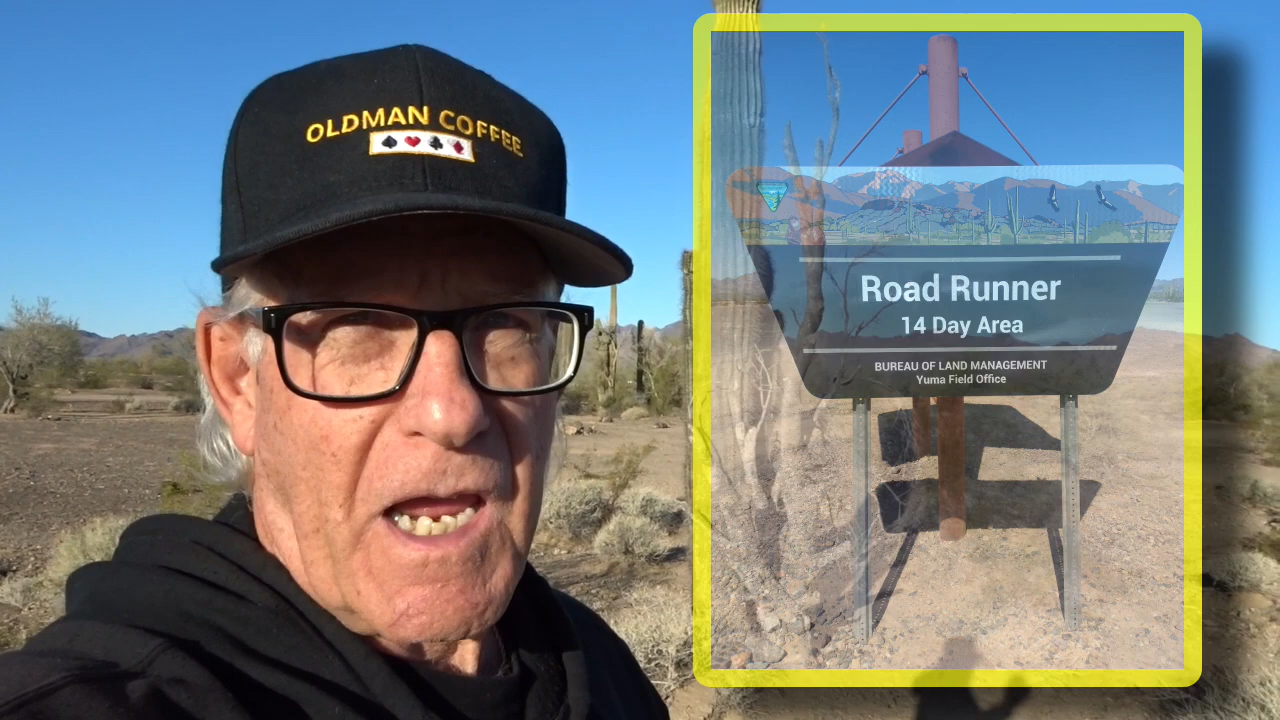 OLDMAN COFFEE
Road Runner
14 Day Area
BUREAU OF LAND MANAGEMENT
Yuma Field Office